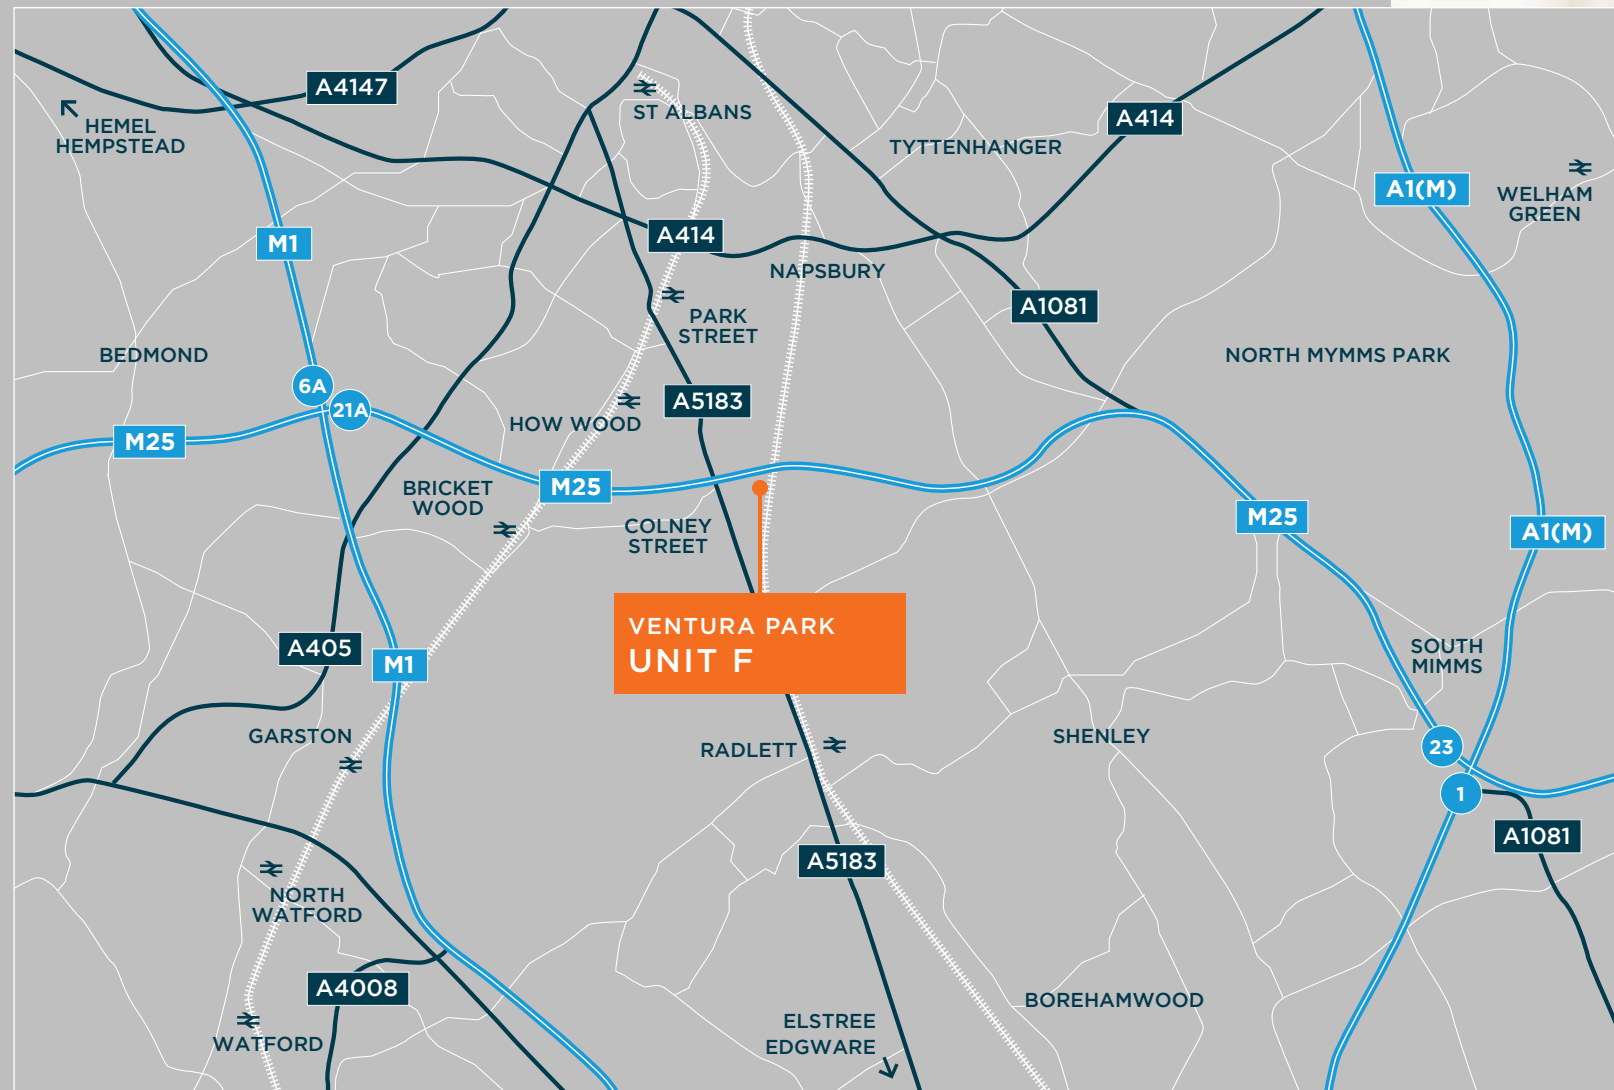 A4147
HEMEL
HEMPSTEAD
ST ALBANS
TYTTENHANGER
A414
A1(M)
WELHAM
GREEN
M1
A414
NAPSBURY
PARK
STREET
A1081
BEDMOND
NORTH MYMMS PARK
6A
21A
A5183
HOW WOOD
M25
BRICKET
WOOD
M25
COLNEY
STREET
M25
A1(M)
VENTURA PARK
UNIT F
A405
M1
SOUTH
MIMMS
GARSTON
RADLETT
SHENLEY
23
1
A1081
A5183
NORTH
WATFORD
A4008
BOREHAMWOOD
ELSTREE
EDGWARE
WATFORD